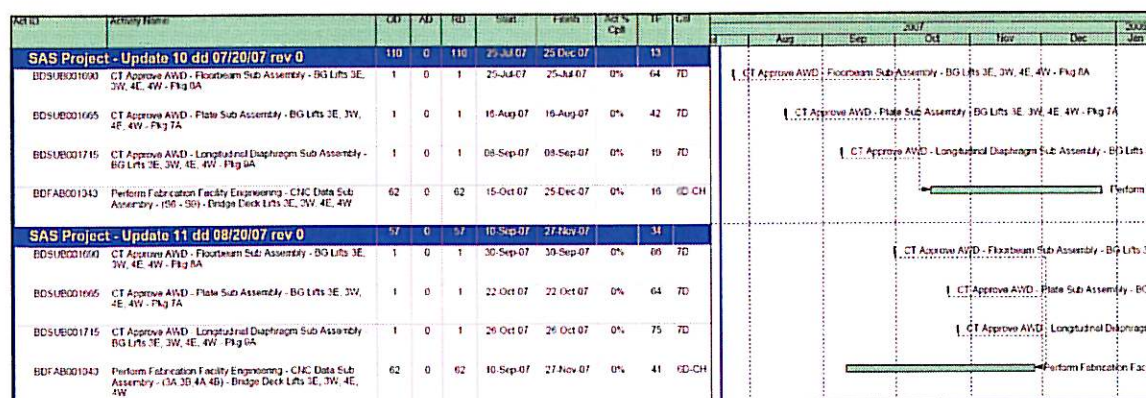 Act ID Activity Name OD AD RD Start Finish Act % Cplt TF Cal 2007
Aug Sep Oct Nov Dec Jan
SAS Project - Update 10 dd 07/20/07 rev 0 110 0 110 25-Jul-07 25 Dec 07 13
BDSUB001690 CT Approve AWD - Floorbeam Sub Assembly - BG Lifts 3E, 3W, 4E, 4W - Pkg 8A 1 0 1 25-Jul-07 25-Jul-07 0% 64 7D
CT Approve AWD - Floorbeam Sub Assembly - BG Lifts 3E, 3W, 4E, 4W - Pkg 8A
BDSUB001665 CT Approve AWD - Plate Sub Assembly - BG Lifts 3E, 3W, 4E, 4W - Pkg 7A 1 0 1 16-Aug-07 16-Aug-07 0% 42 7D
CT Approve AWD - Plate Sub Assembly - BG Lifts 3E, 3W, 4E, 4W - Pkg 7A
BDSUB001715 CT Approve AWD - Longitudinal Diaphragm Sub Assembly - BG Lifts 3E, 3W, 4E, 4W - Pkg 9A 1 0 1 08-Sep-07 08-Sep-07 0% 19 7D
CT Approve AWD - Longitudinal Diaphragm Sub Assembly - BG Lifts
BDFAB001343 Perform Fabrication Facility Engineering - CNC Data Sub Assembly - (S6 - S9) - Bridge Deck Lifts 3E, 3W, 4E, 4W 62 0 62 15-Oct-07 25-Dec-07 0% 16 6D-CH
Perform
SAS Project - Update 11 dd 08/20/07 rev 0 57 0 57 10-Sep-07 27-Nov-07 34
BDSUB001690 CT Approve AWD - Floorbeam Sub Assembly - BG Lifts 3E, 3W, 4E, 4W - Pkg 8A 1 0 1 30-Sep-07 30-Sep-07 0% 86 7D
CT Approve AWD - Floorbeam Sub Assembly - BG Lifts 3
BDSUB001665 CT Approve AWD - Plate Sub Assembly - BG Lifts 3E, 3W, 4E, 4W - Pkg 7A 1 0 1 22 Oct 07 22 Oct 07 0% 64 7D
CT Approve AWD - Plate Sub Assembly - BG
BDSUB001715 CT Approve AWD - Longitudinal Diaphragm Sub Assembly BG Lifts 3E, 3W, 4E, 4W - Pkg 9A 1 0 1 26 Oct 07 26 Oct 07 0% 75 7D
CT Approve AWD - Longitudinal Diaphrag
BDFAB001343 Perform Fabrication Facility Engineering - CNC Data Sub Assembly - (3A 3B,4A 4B) - Bridge Deck Lifts 3E, 3W, 4E, 4W 62 0 62 10-Sep-07 27-Nov-07 0% 41 6D-CH
Perform Fabrication Fac